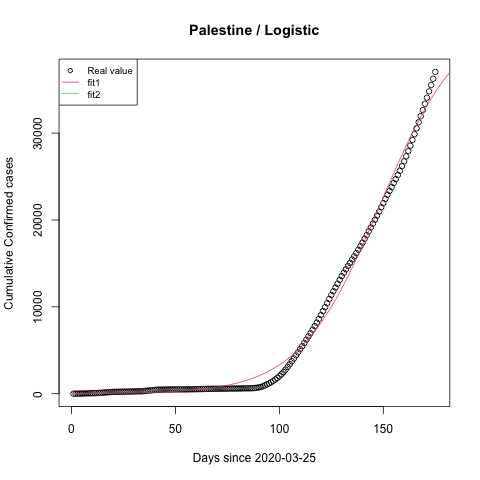 Palestine / Logistic
Real value
fit1
fit2
Cumulative Confirmed cases
30000
20000
10000
0
0 50 100 150
Days since 2020-03-25